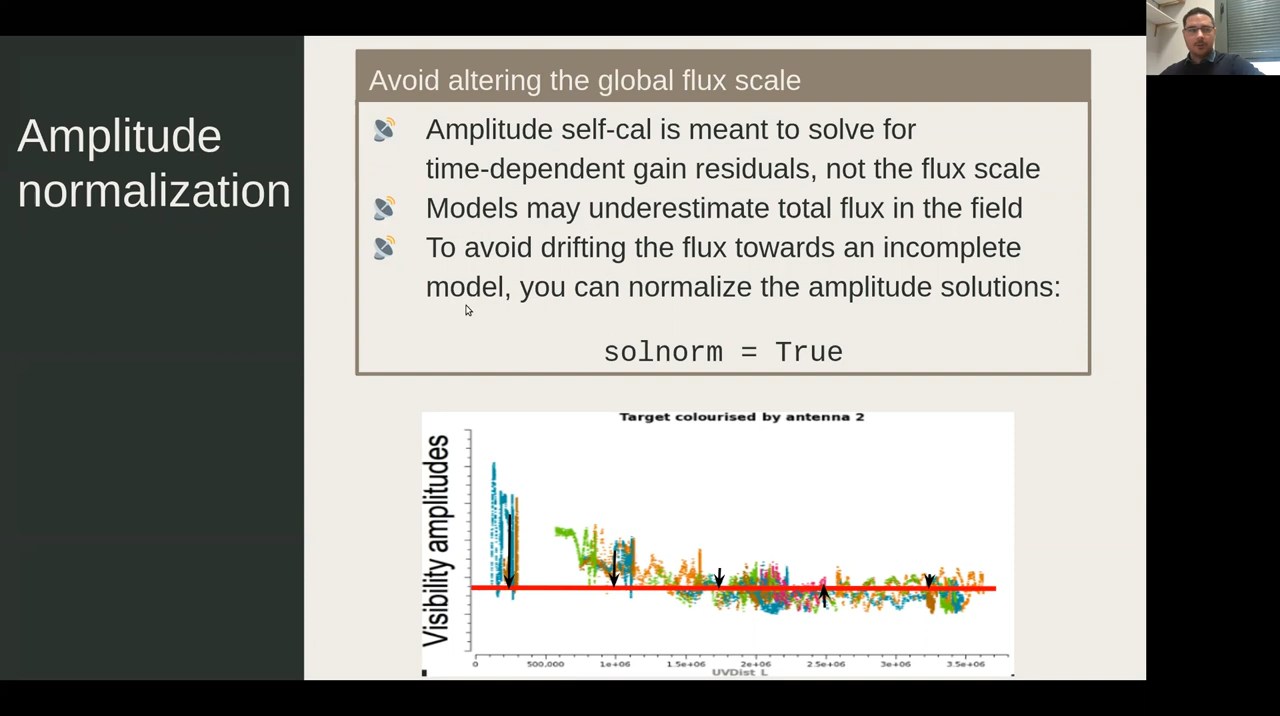 Amplitude
normalization
Avoid altering the global flux scale
Amplitude self-cal is meant to solve for
time-dependent gain residuals, not the flux scale
Models may underestimate total flux in the field
To avoid drifting the flux towards an incomplete
model, you can normalize the amplitude solutions:
solnorm = True
Target colourised by antenna 2
Visibility amplitudes
0 500,000 1e+06 1.5e+06 2e+06 2.5e+06 3e+06 3.5e+06
UVDist_L